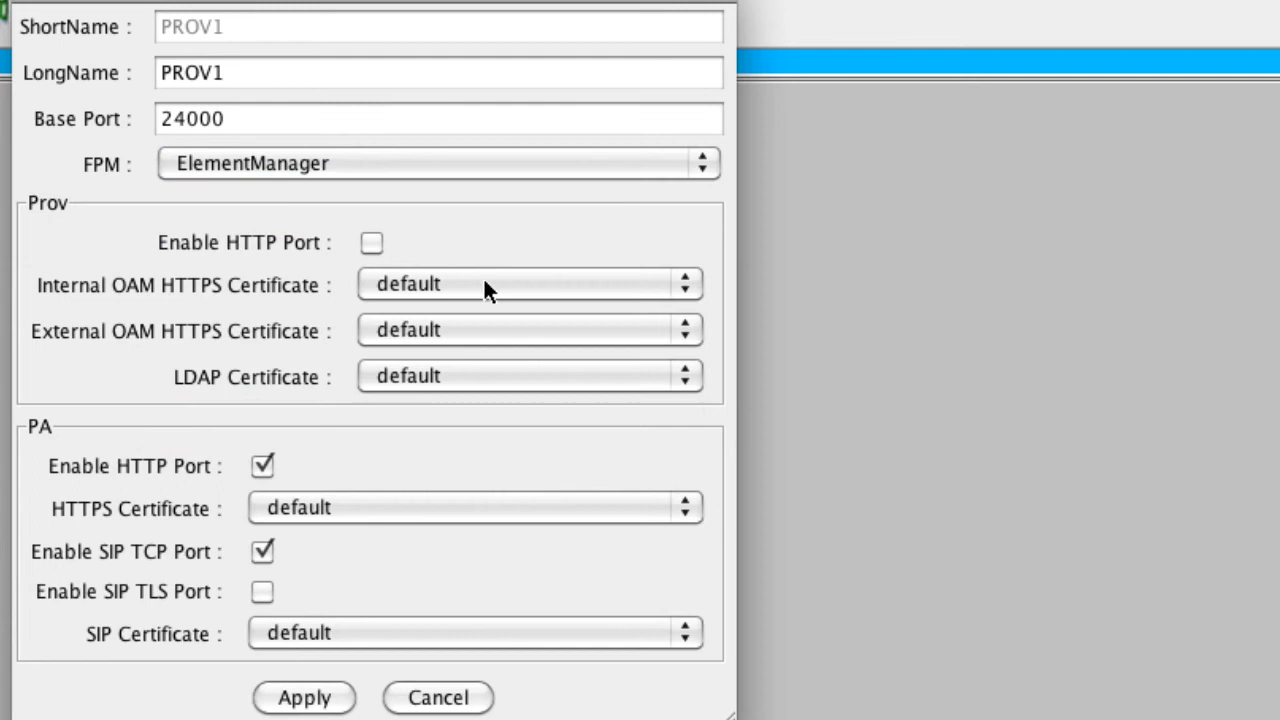 ShortName : PROV1
LongName : PROV1
Base Port : 24000
FPM : ElementManager
Prov
Enable HTTP Port :
Internal OAM HTTPS Certificate : default
External OAM HTTPS Certificate : default
LDAP Certificate : default
PA
Enable HTTP Port :
HTTPS Certificate : default
Enable SIP TCP Port :
Enable SIP TLS Port :
SIP Certificate : default
Apply Cancel